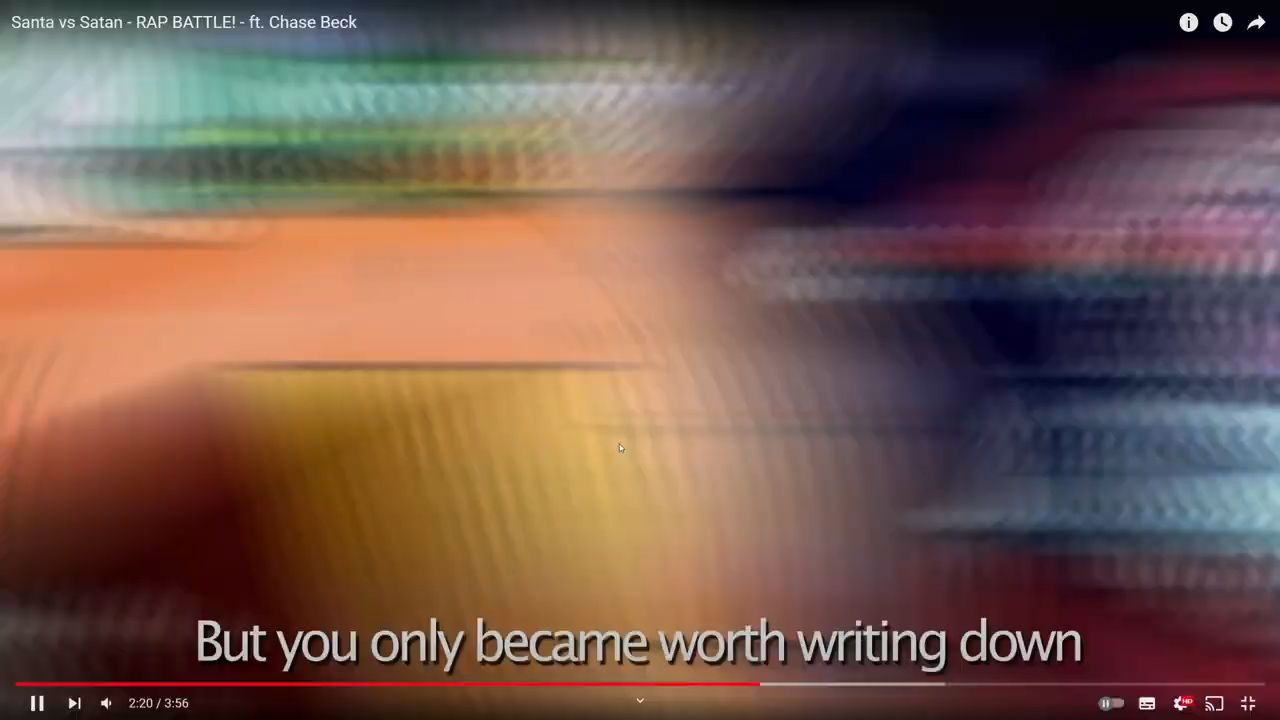 Santa vs Satan - RAP BATTLE! - ft. Chase Beck
But you only became worth writing down
2:20 / 3:56
HD